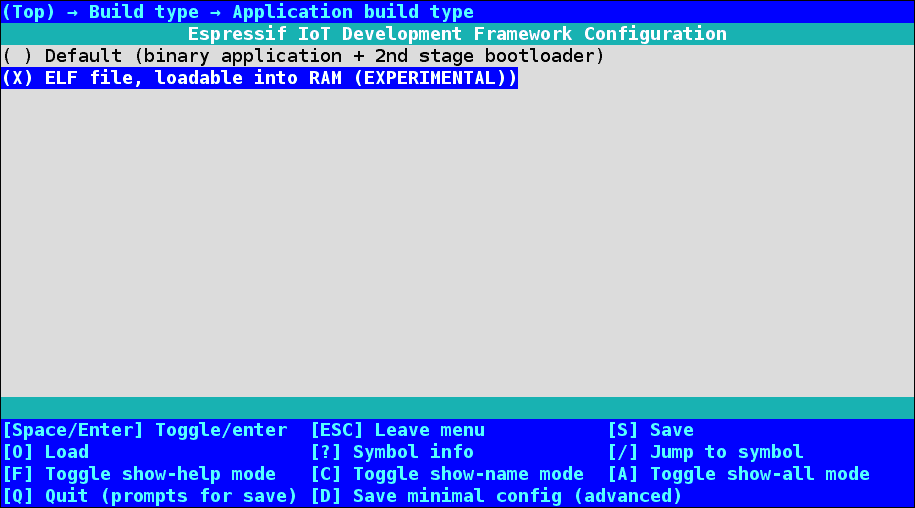 (Top) → Build type → Application build type
Espressif IoT Development Framework Configuration
( ) Default (binary application + 2nd stage bootloader)
(X) ELF file, loadable into RAM (EXPERIMENTAL))
[Space/Enter] Toggle/enter [ESC] Leave menu [S] Save
[O] Load [?] Symbol info [/] Jump to symbol
[F] Toggle show-help mode [C] Toggle show-name mode [A] Toggle show-all mode
[Q] Quit (prompts for save) [D] Save minimal config (advanced)